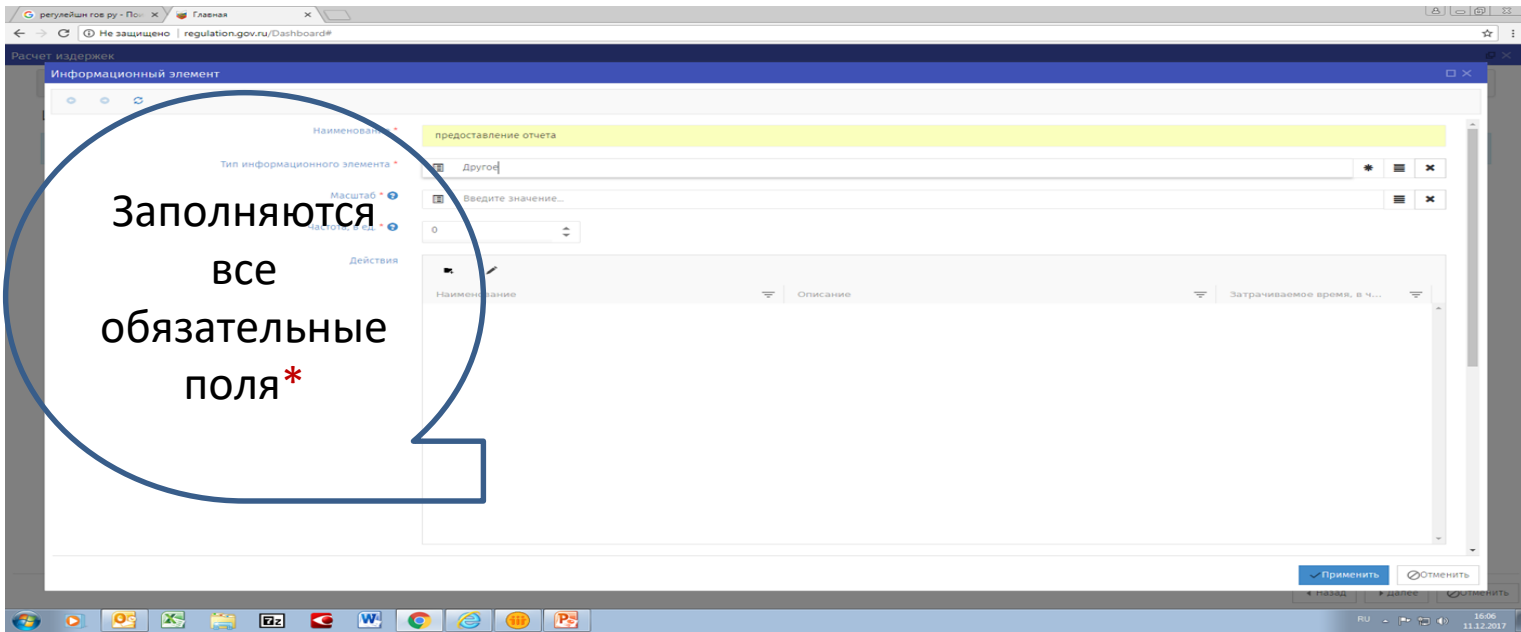 регулейшн гов ру - Пои
Главная
Не защищено | regulation.gov.ru/Dashboard#
Расчет издержек
Информационный элемент
Наименование *
предоставление отчета
Тип информационного элемента *
Другое
Масштаб *
Введите значение...
Частота, в ед. *
0
Действия
Наименование
Описание
Затрачиваемое время, в ч...
Заполняются
все
обязательные
поля*
Применить
Отменить
Назад
Далее
Отменить
RU
16:06
11.12.2017